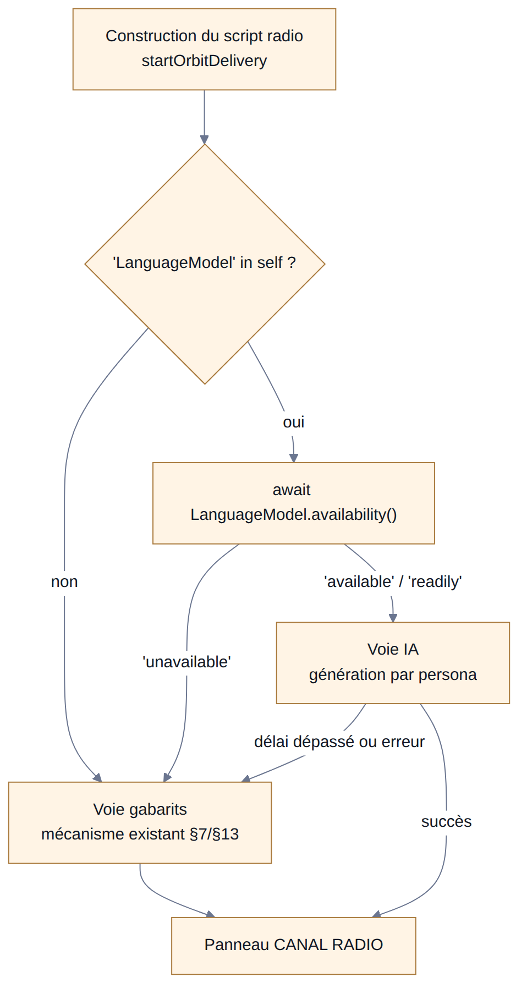 Construction du script radio
startOrbitDelivery
'LanguageModel' in self ?
oui
await
LanguageModel.availability()
non
'available' / 'readily'
Voie IA
génération par persona
'unavailable'
délai dépassé ou erreur
Voie gabarits
mécanisme existant §7/§13
succès
Panneau CANAL RADIO